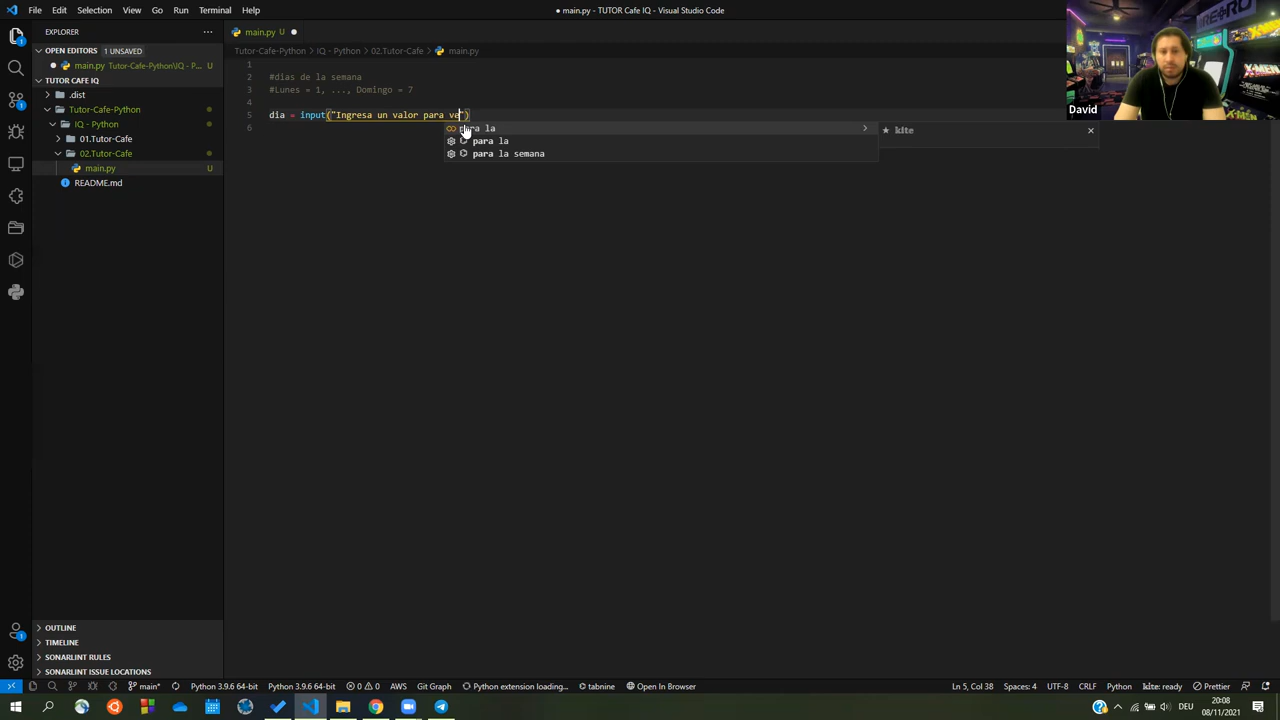 File Edit Selection View Go Run Terminal Help
● main.py - TUTOR Cafe IQ - Visual Studio Code
EXPLORER
OPEN EDITORS 1 UNSAVED
main.py Tutor-Cafe-Python\IQ - P... U
TUTOR CAFE IQ
.dist
Tutor-Cafe-Python
IQ - Python
01.Tutor-Cafe
02.Tutor-Cafe
main.py U
README.md
OUTLINE
TIMELINE
SONARLINT RULES
SONARLINT ISSUE LOCATIONS
main.py U
Tutor-Cafe-Python > IQ - Python > 02.Tutor-Cafe > main.py
1
2 #dias de la semana
3 #Lunes = 1, ..., Domingo = 7
4
5 dia = input("Ingresa un valor para va")
6
para la
para la
para la semana
kite
RETRO
X-MEN
David
main* Python 3.9.6 64-bit Python 3.9.6 64-bit 0 0 AWS Git Graph Python extension loading... tabnine Open In Browser Ln 5, Col 38 Spaces: 4 UTF-8 CRLF Python kite: ready Prettier
DEU 20:08
08/11/2021